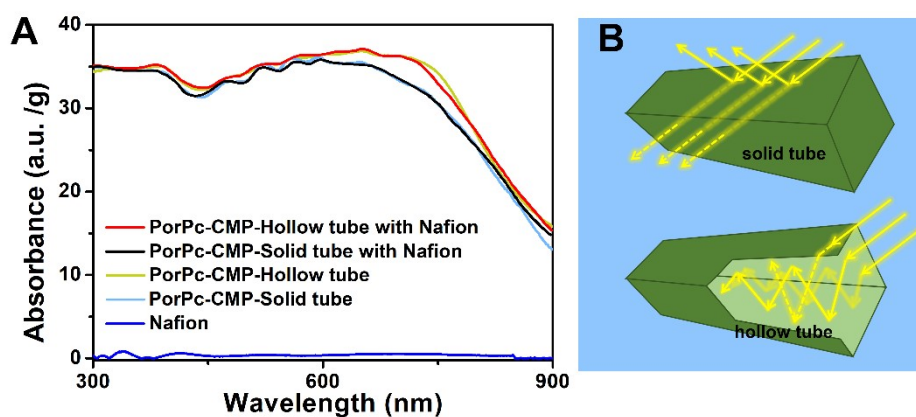 A
Absorbance (a.u. /g)
40
30
20
10
0
PorPc-CMP-Hollow tube with Nafion
PorPc-CMP-Solid tube with Nafion
PorPc-CMP-Hollow tube
PorPc-CMP-Solid tube
Nafion
300
600
900
Wavelength (nm)
B
solid tube
hollow tube